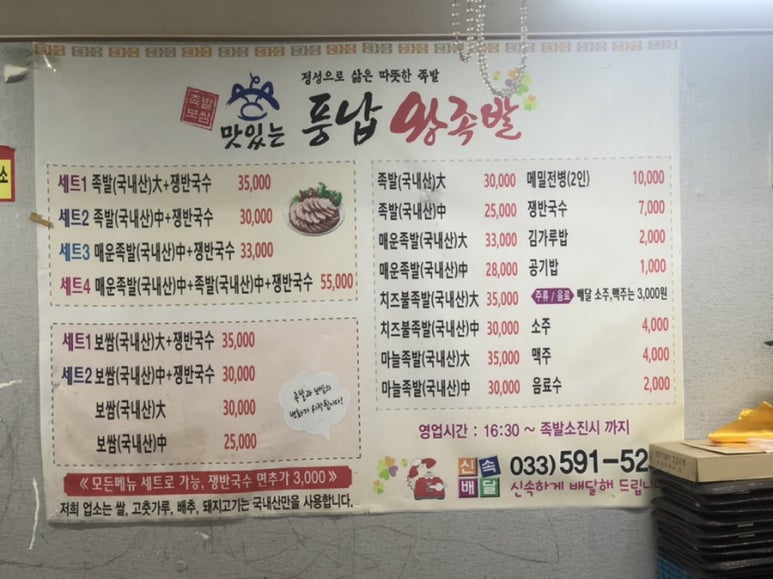 정성으로 삶은 따뜻한 족발
족발
보쌈
맛있는 풍납 왕족발
세트1 족발(국내산)大+쟁반국수 35,000
세트2 족발(국내산)中+쟁반국수 30,000
세트3 매운족발(국내산)中+쟁반국수 33,000
세트4 매운족발(국내산)中+족발(국내산)中+쟁반국수 55,000
세트1 보쌈(국내산)大+쟁반국수 35,000
세트2 보쌈(국내산)中+쟁반국수 30,000
보쌈(국내산)大 30,000
보쌈(국내산)中 25,000
족발과 보쌈의
변화가 시작됩니다!
《 모든메뉴 세트로 가능, 쟁반국수 면추가 3,000 》
저희 업소는 쌀, 고춧가루, 배추, 돼지고기는 국내산만을 사용합니다.
족발(국내산)大 30,000
족발(국내산)中 25,000
매운족발(국내산)大 33,000
매운족발(국내산)中 28,000
치즈불족발(국내산)大 35,000
치즈불족발(국내산)中 30,000
마늘족발(국내산)大 35,000
마늘족발(국내산)中 30,000
메밀전병(2인) 10,000
쟁반국수 7,000
김가루밥 2,000
공기밥 1,000
주류 / 음료 배달 소주,맥주는 3,000원
소주 4,000
맥주 4,000
음료수 2,000
영업시간 : 16:30 ~ 족발소진시 까지
신속
배달
033) 591-52
신속하게 배달해 드립니다
소